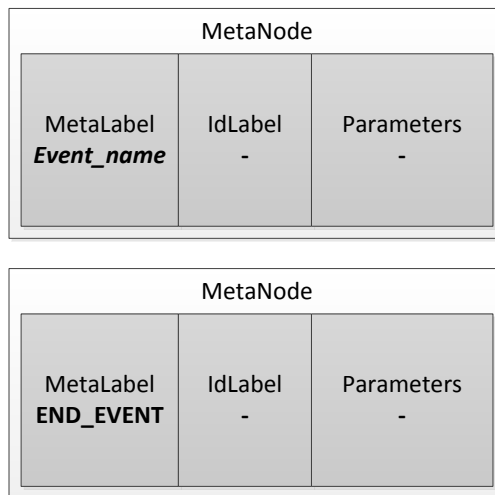 MetaNode
MetaLabel IdLabel Parameters
Event_name - -
MetaNode
MetaLabel IdLabel Parameters
END_EVENT - -